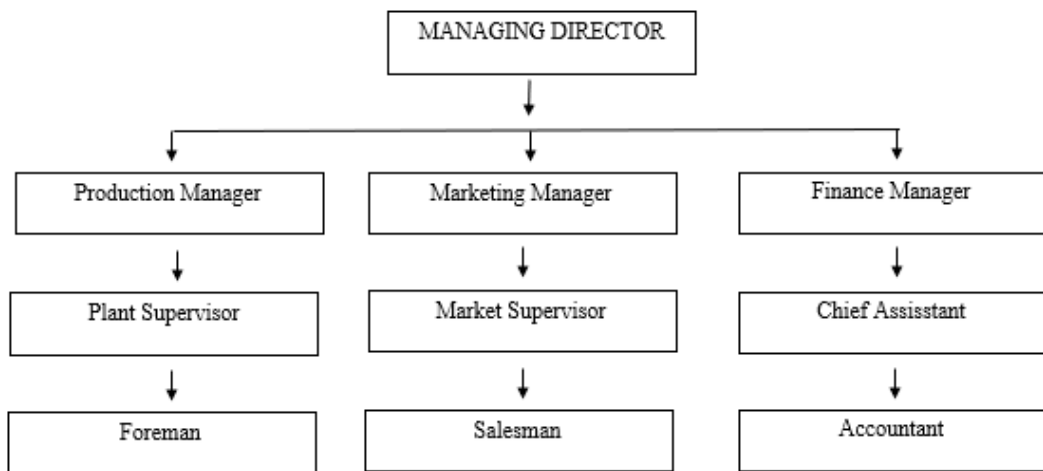 MANAGING DIRECTOR
Production Manager
Marketing Manager
Finance Manager
Plant Supervisor
Market Supervisor
Chief Assisstant
Foreman
Salesman
Accountant